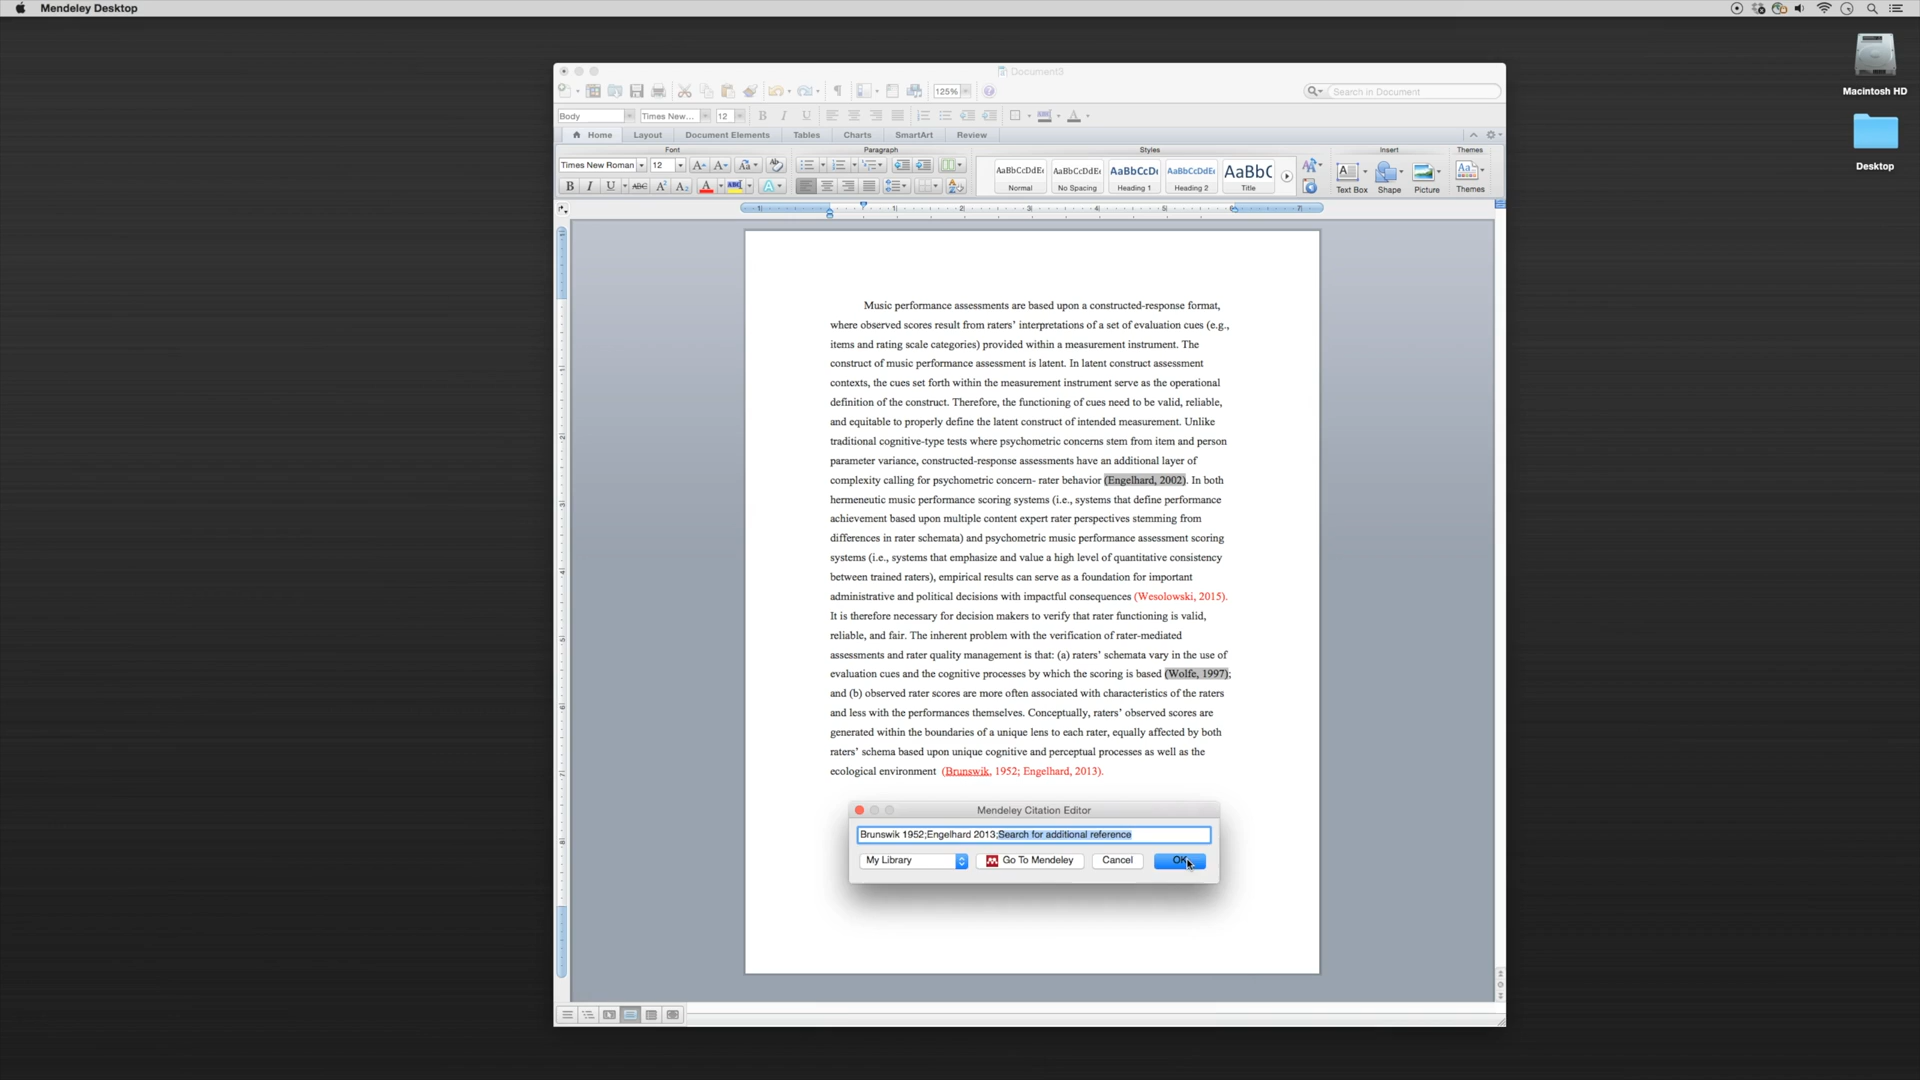 Mendeley Desktop
Macintosh HD
Desktop
Document3
125%
Search in Document
Body
Times New...
12
B I U
A
Home Layout Document Elements Tables Charts SmartArt Review
Font Paragraph Styles Insert Themes
Times New Roman 12
B I U ABC
AaBbCcDdEe AaBbCcDdEe AaBbCcDc AaBbCcDdEe AaBbC
Normal No Spacing Heading 1 Heading 2 Title
Text Box Shape Picture Themes
Music performance assessments are based upon a constructed-response format,
where observed scores result from raters’ interpretations of a set of evaluation cues (e.g.,
items and rating scale categories) provided within a measurement instrument. The
construct of music performance assessment is latent. In latent construct assessment
contexts, the cues set forth within the measurement instrument serve as the operational
definition of the construct. Therefore, the functioning of cues need to be valid, reliable,
and equitable to properly define the latent construct of intended measurement. Unlike
traditional cognitive-type tests where psychometric concerns stem from item and person
parameter variance, constructed-response assessments have an additional layer of
complexity calling for psychometric concern- rater behavior (Engelhard, 2002). In both
hermeneutic music performance scoring systems (i.e., systems that define performance
achievement based upon multiple content expert rater perspectives stemming from
differences in rater schemata) and psychometric music performance assessment scoring
systems (i.e., systems that emphasize and value a high level of quantitative consistency
between trained raters), empirical results can serve as a foundation for important
administrative and political decisions with impactful consequences (Wesolowski, 2015).
It is therefore necessary for decision makers to verify that rater functioning is valid,
reliable, and fair. The inherent problem with the verification of rater-mediated
assessments and rater quality management is that: (a) raters’ schemata vary in the use of
evaluation cues and the cognitive processes by which the scoring is based (Wolfe, 1997);
and (b) observed rater scores are more often associated with characteristics of the raters
and less with the performances themselves. Conceptually, raters’ observed scores are
generated within the boundaries of a unique lens to each rater, equally affected by both
raters’ schema based upon unique cognitive and perceptual processes as well as the
ecological environment (Brunswik, 1952; Engelhard, 2013).
Mendeley Citation Editor
Brunswik 1952;Engelhard 2013;Search for additional reference
My Library Go To Mendeley Cancel OK